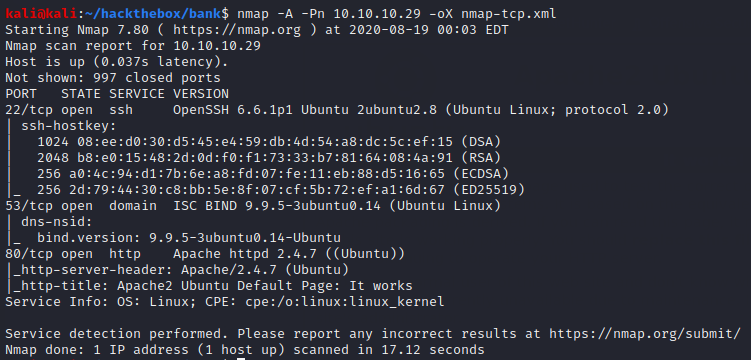 kali@kali:~/hackthebox/bank$ nmap -A -Pn 10.10.10.29 -oX nmap-tcp.xml
Starting Nmap 7.80 ( https://nmap.org ) at 2020-08-19 00:03 EDT
Nmap scan report for 10.10.10.29
Host is up (0.037s latency).
Not shown: 997 closed ports
PORT   STATE SERVICE VERSION
22/tcp open  ssh     OpenSSH 6.6.1p1 Ubuntu 2ubuntu2.8 (Ubuntu Linux; protocol 2.0)
| ssh-hostkey:
|   1024 08:ee:d0:30:d5:45:e4:59:db:4d:54:a8:dc:5c:ef:15 (DSA)
|   2048 b8:e0:15:48:2d:0d:f0:f1:73:33:b7:81:64:08:4a:91 (RSA)
|   256 a0:4c:94:d1:7b:6e:a8:fd:07:fe:11:eb:88:d5:16:65 (ECDSA)
|_  256 2d:79:44:30:c8:bb:5e:8f:07:cf:5b:72:ef:a1:6d:67 (ED25519)
53/tcp open  domain  ISC BIND 9.9.5-3ubuntu0.14 (Ubuntu Linux)
| dns-nsid:
|_  bind.version: 9.9.5-3ubuntu0.14-Ubuntu
80/tcp open  http    Apache httpd 2.4.7 ((Ubuntu))
|_http-server-header: Apache/2.4.7 (Ubuntu)
|_http-title: Apache2 Ubuntu Default Page: It works
Service Info: OS: Linux; CPE: cpe:/o:linux:linux_kernel

Service detection performed. Please report any incorrect results at https://nmap.org/submit/
Nmap done: 1 IP address (1 host up) scanned in 17.12 seconds